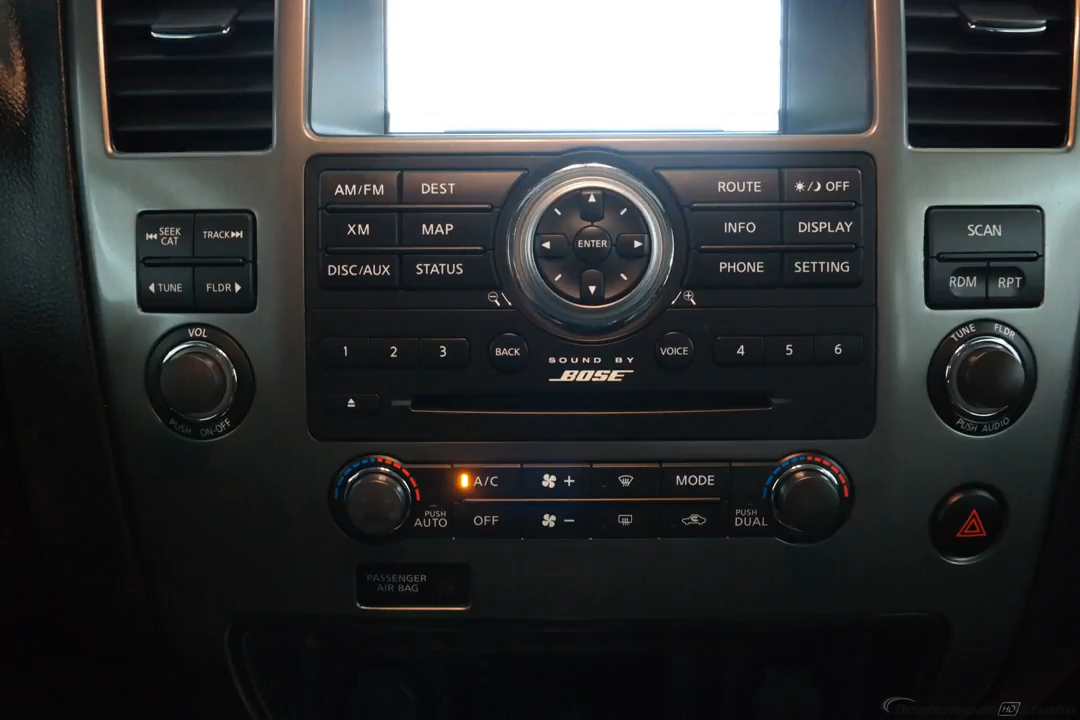 AM/FM
DEST
ROUTE
OFF
XM
MAP
INFO
DISPLAY
DISC/AUX
STATUS
PHONE
SETTING
ENTER
SEEK
CAT
TRACK
TUNE
FLDR
SCAN
RDM
RPT
VOL
PUSH ON-OFF
1
2
3
BACK
SOUND BY
BOSE
VOICE
4
5
6
TUNE FLDR
PUSH AUDIO
A/C
+
MODE
PUSH
AUTO
OFF
−
PUSH
DUAL
PASSENGER
AIR BAG
HD